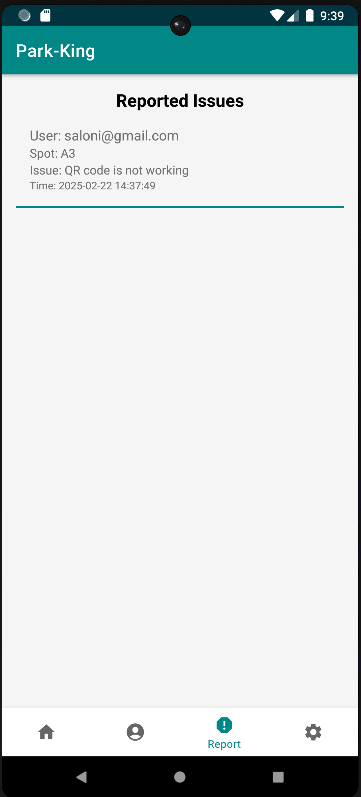 9:39
Park-King
Reported Issues
User: saloni@gmail.com
Spot: A3
Issue: QR code is not working
Time: 2025-02-22 14:37:49
Report